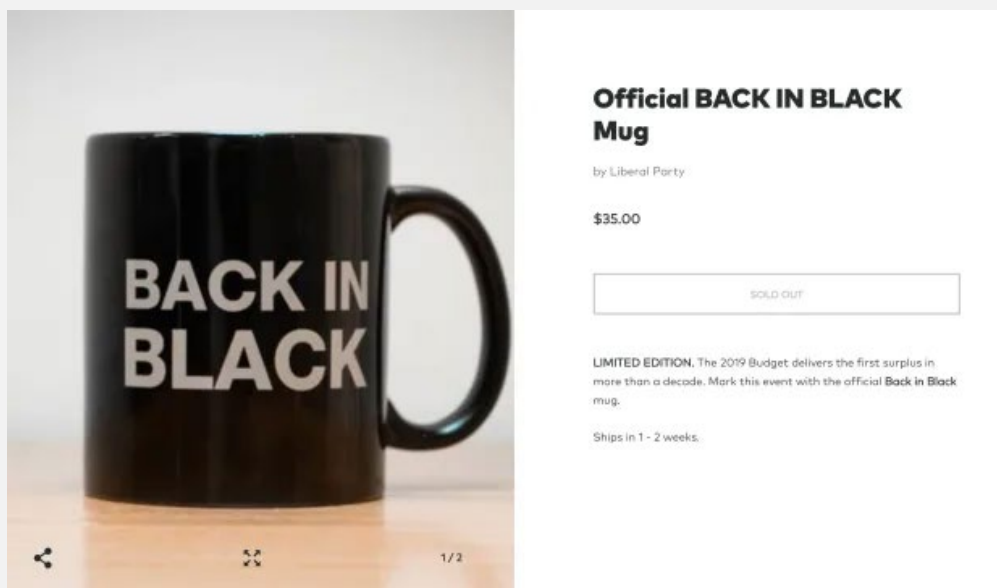 BACK IN
BLACK
1/2
Official BACK IN BLACK
Mug
by Liberal Party
$35.00
SOLD OUT
LIMITED EDITION. The 2019 Budget delivers the first surplus in
more than a decade. Mark this event with the official Back in Black
mug.
Ships in 1 - 2 weeks.